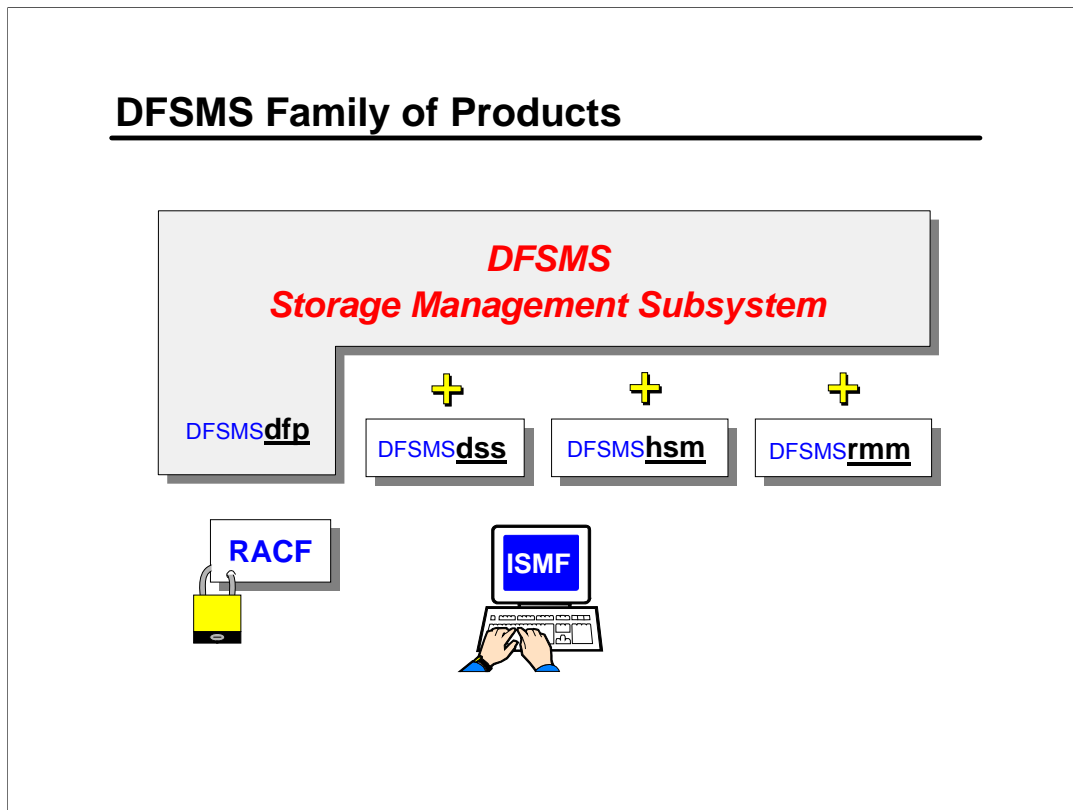 DFSMS Family of Products
DFSMS
Storage Management Subsystem
DFSMSdfp
DFSMSdss
DFSMShsm
DFSMSrmm
RACF
ISMF